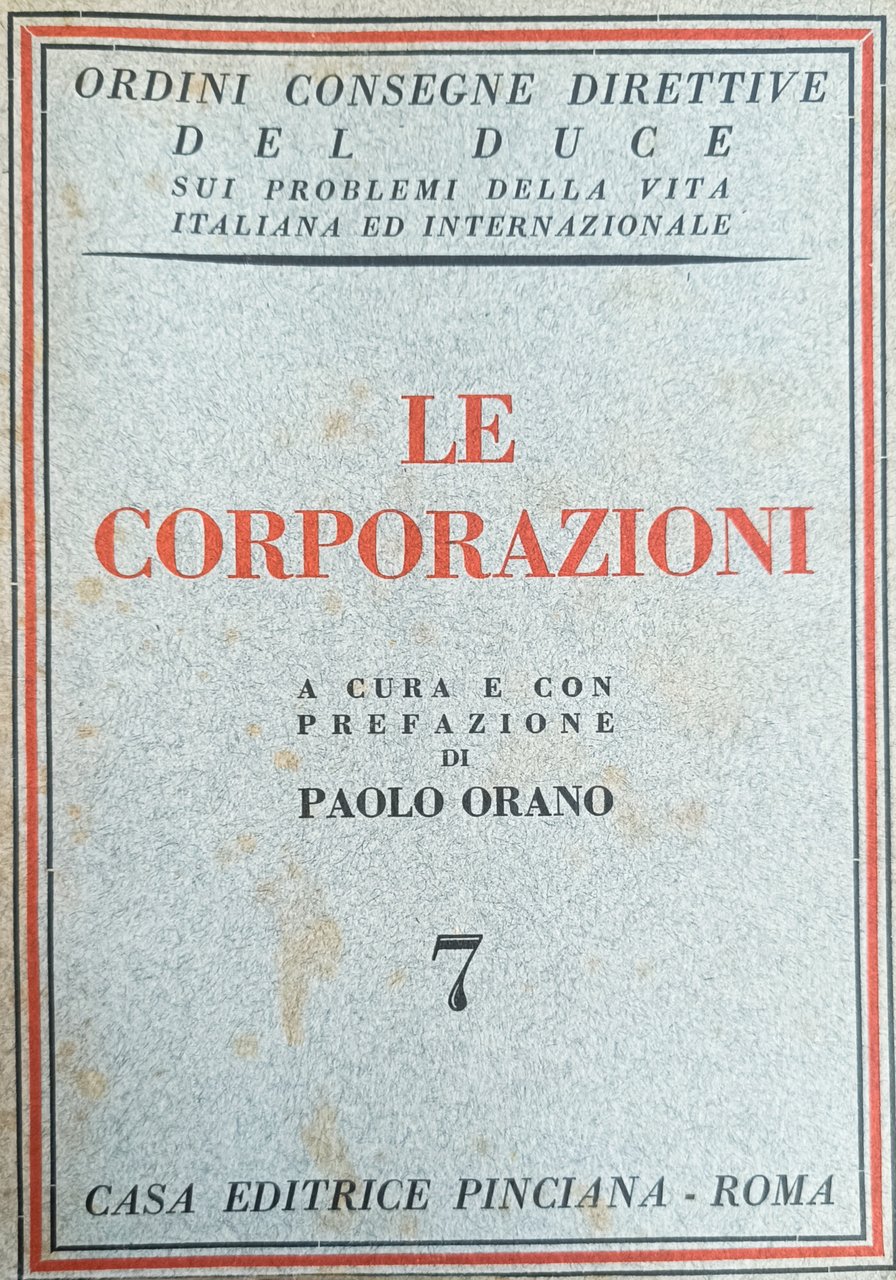 ORDINI CONSEGNE DIRETTIVE
DEL DUCE
SUI PROBLEMI DELLA VITA
ITALIANA ED INTERNAZIONALE
LE
CORPORAZIONI
A CURA E CON
PREFAZIONE
DI
PAOLO ORANO
7
CASA EDITRICE PINCIANA - ROMA